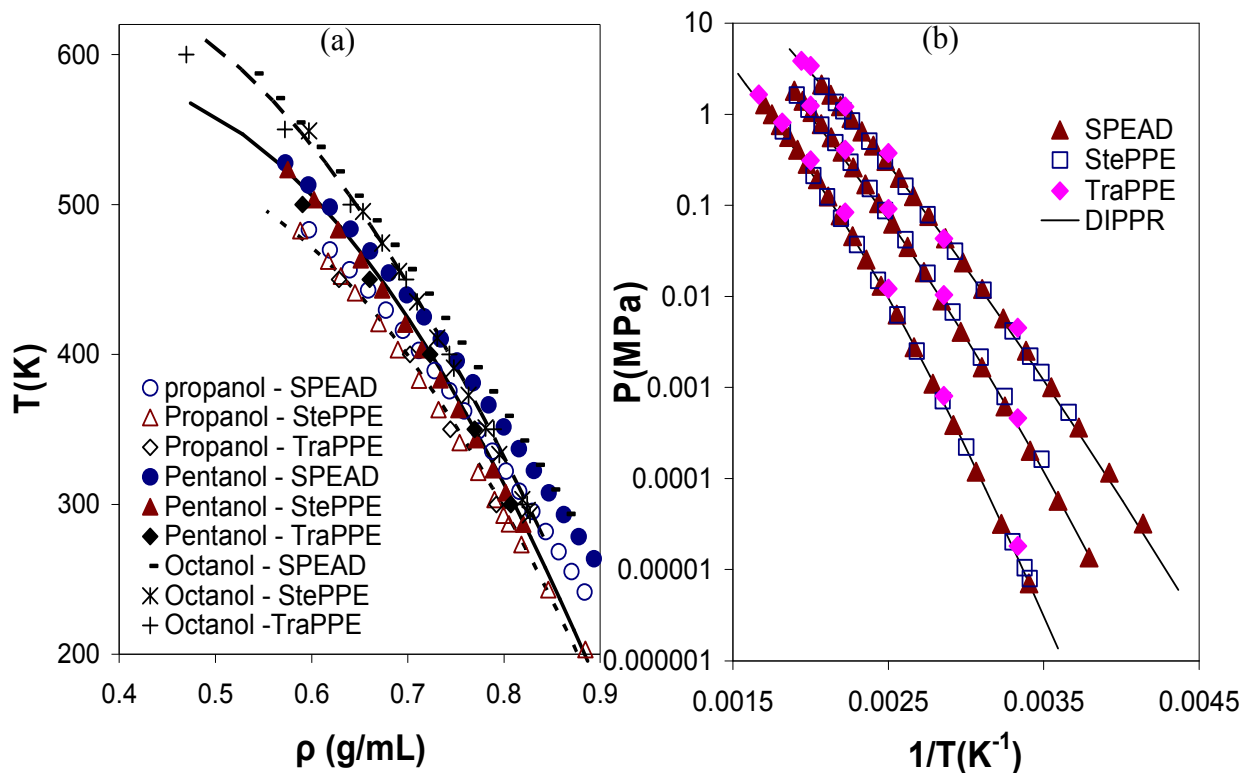 (a)
600
500
400
300
200
T(K)
propanol - SPEAD
Propanol - StePPE
Propanol - TraPPE
Pentanol - SPEAD
Pentanol - StePPE
Pentanol - TraPPE
Octanol - SPEAD
Octanol - StePPE
Octanol -TraPPE
0.4 0.5 0.6 0.7 0.8 0.9
ρ (g/mL)
(b)
10
1
0.1
0.01
0.001
0.0001
0.00001
0.000001
P(MPa)
SPEAD
StePPE
TraPPE
DIPPR
0.0015 0.0025 0.0035 0.0045
1/T(K-1)